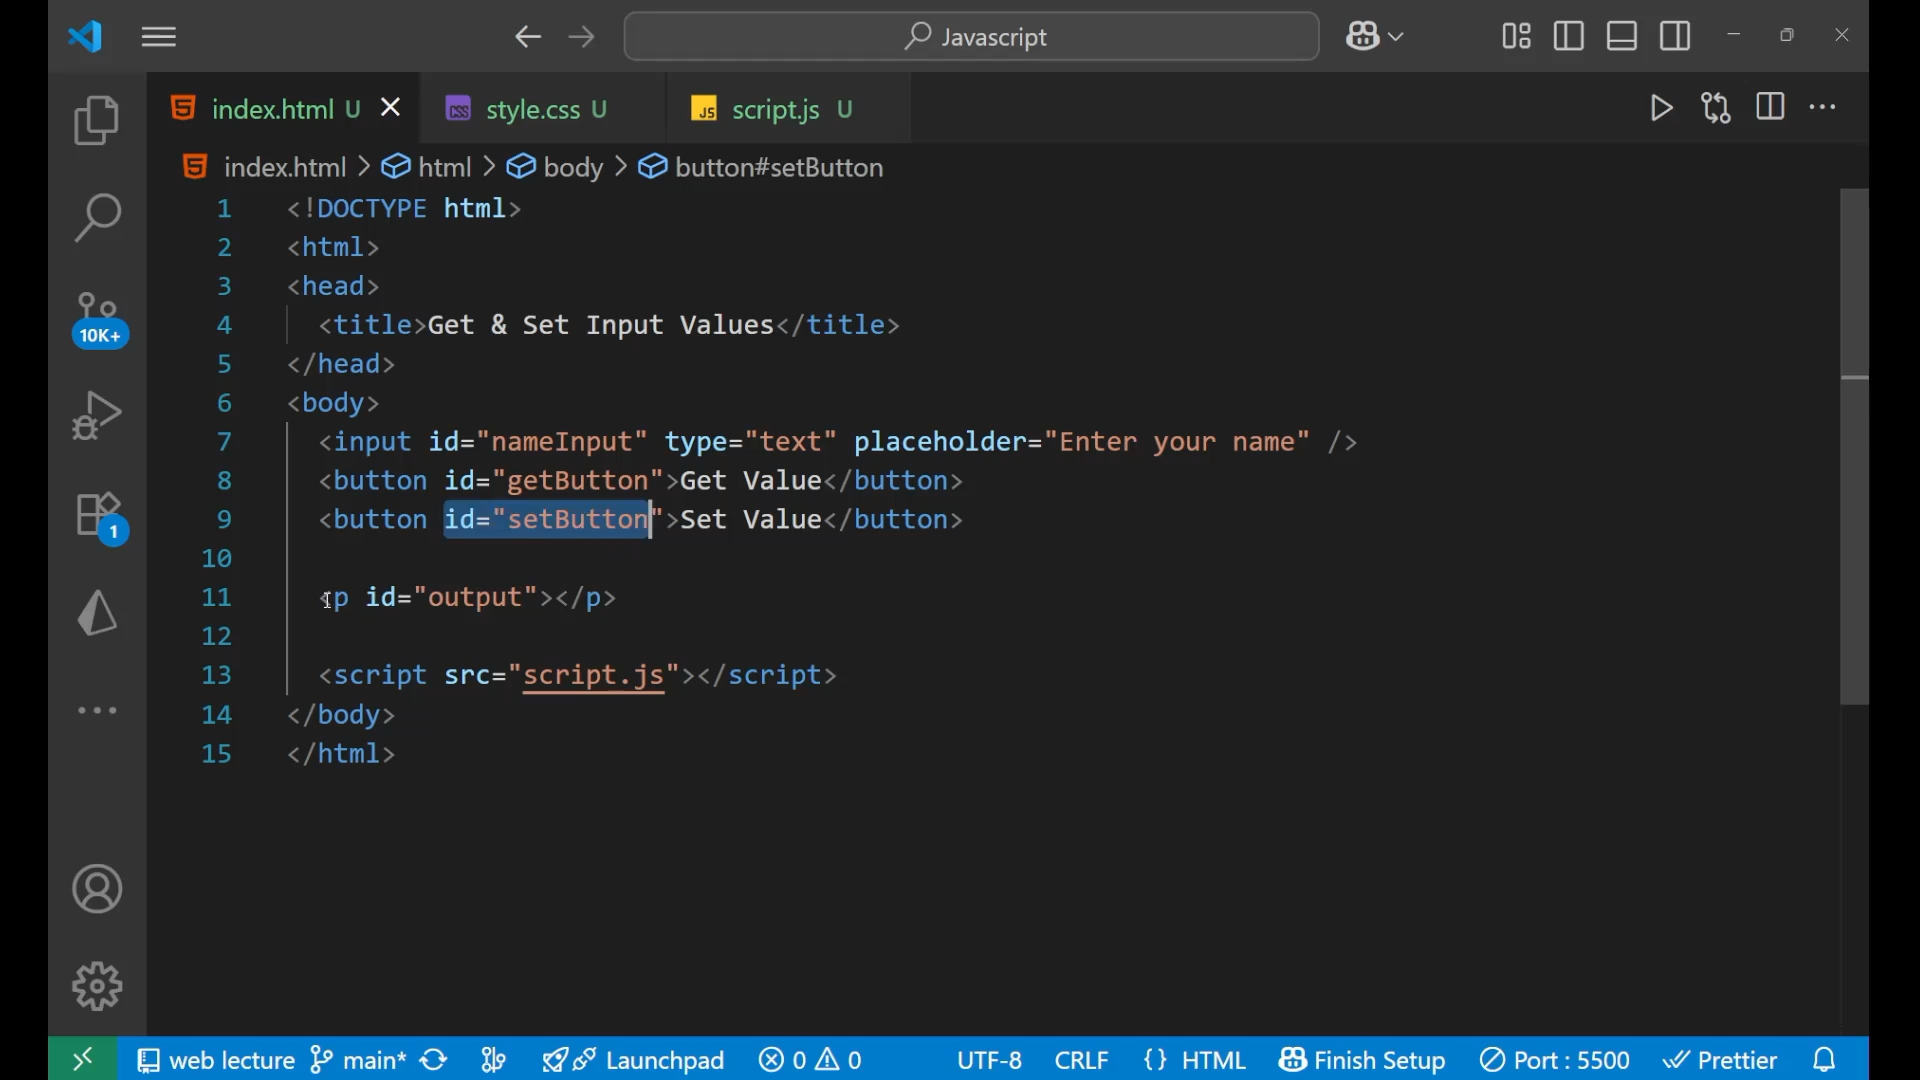 Javascript
index.html U
style.css U
script.js U
index.html > html > body > button#setButton
1 <!DOCTYPE html>
2 <html>
3 <head>
4 <title>Get & Set Input Values</title>
5 </head>
6 <body>
7 <input id="nameInput" type="text" placeholder="Enter your name" />
8 <button id="getButton">Get Value</button>
9 <button id="setButton">Set Value</button>
10
11 <p id="output"></p>
12
13 <script src="script.js"></script>
14 </body>
15 </html>
10K+
1
web lecture main* Launchpad 0 0 UTF-8 CRLF {} HTML Finish Setup Port : 5500 Prettier